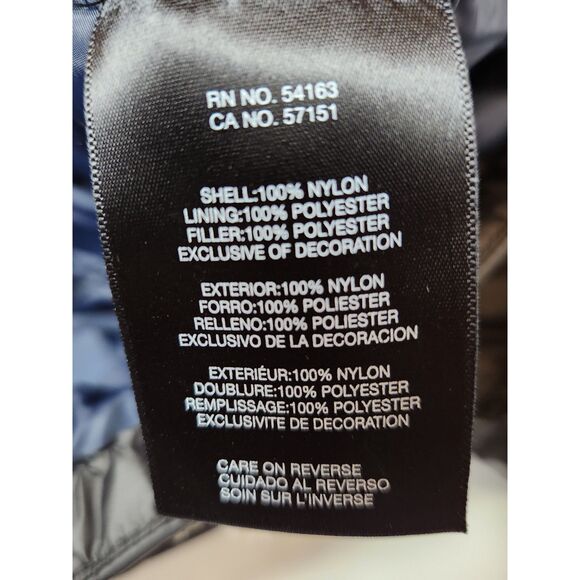 RN NO. 54163
CA NO. 57151
SHELL:100% NYLON
LINING:100% POLYESTER
FILLER:100% POLYESTER
EXCLUSIVE OF DECORATION
EXTERIOR:100% NYLON
FORRO:100% POLIESTER
RELLENO:100% POLIESTER
EXCLUSIVO DE LA DECORACION
EXTERIÉUR:100% NYLON
DOUBLURE:100% POLYESTER
REMPLISSAGE:100% POLYESTER
EXCLUSIVITE DE DECORATION
CARE ON REVERSE
CUIDADO AL REVERSO
SOIN SUR L'INVERSE